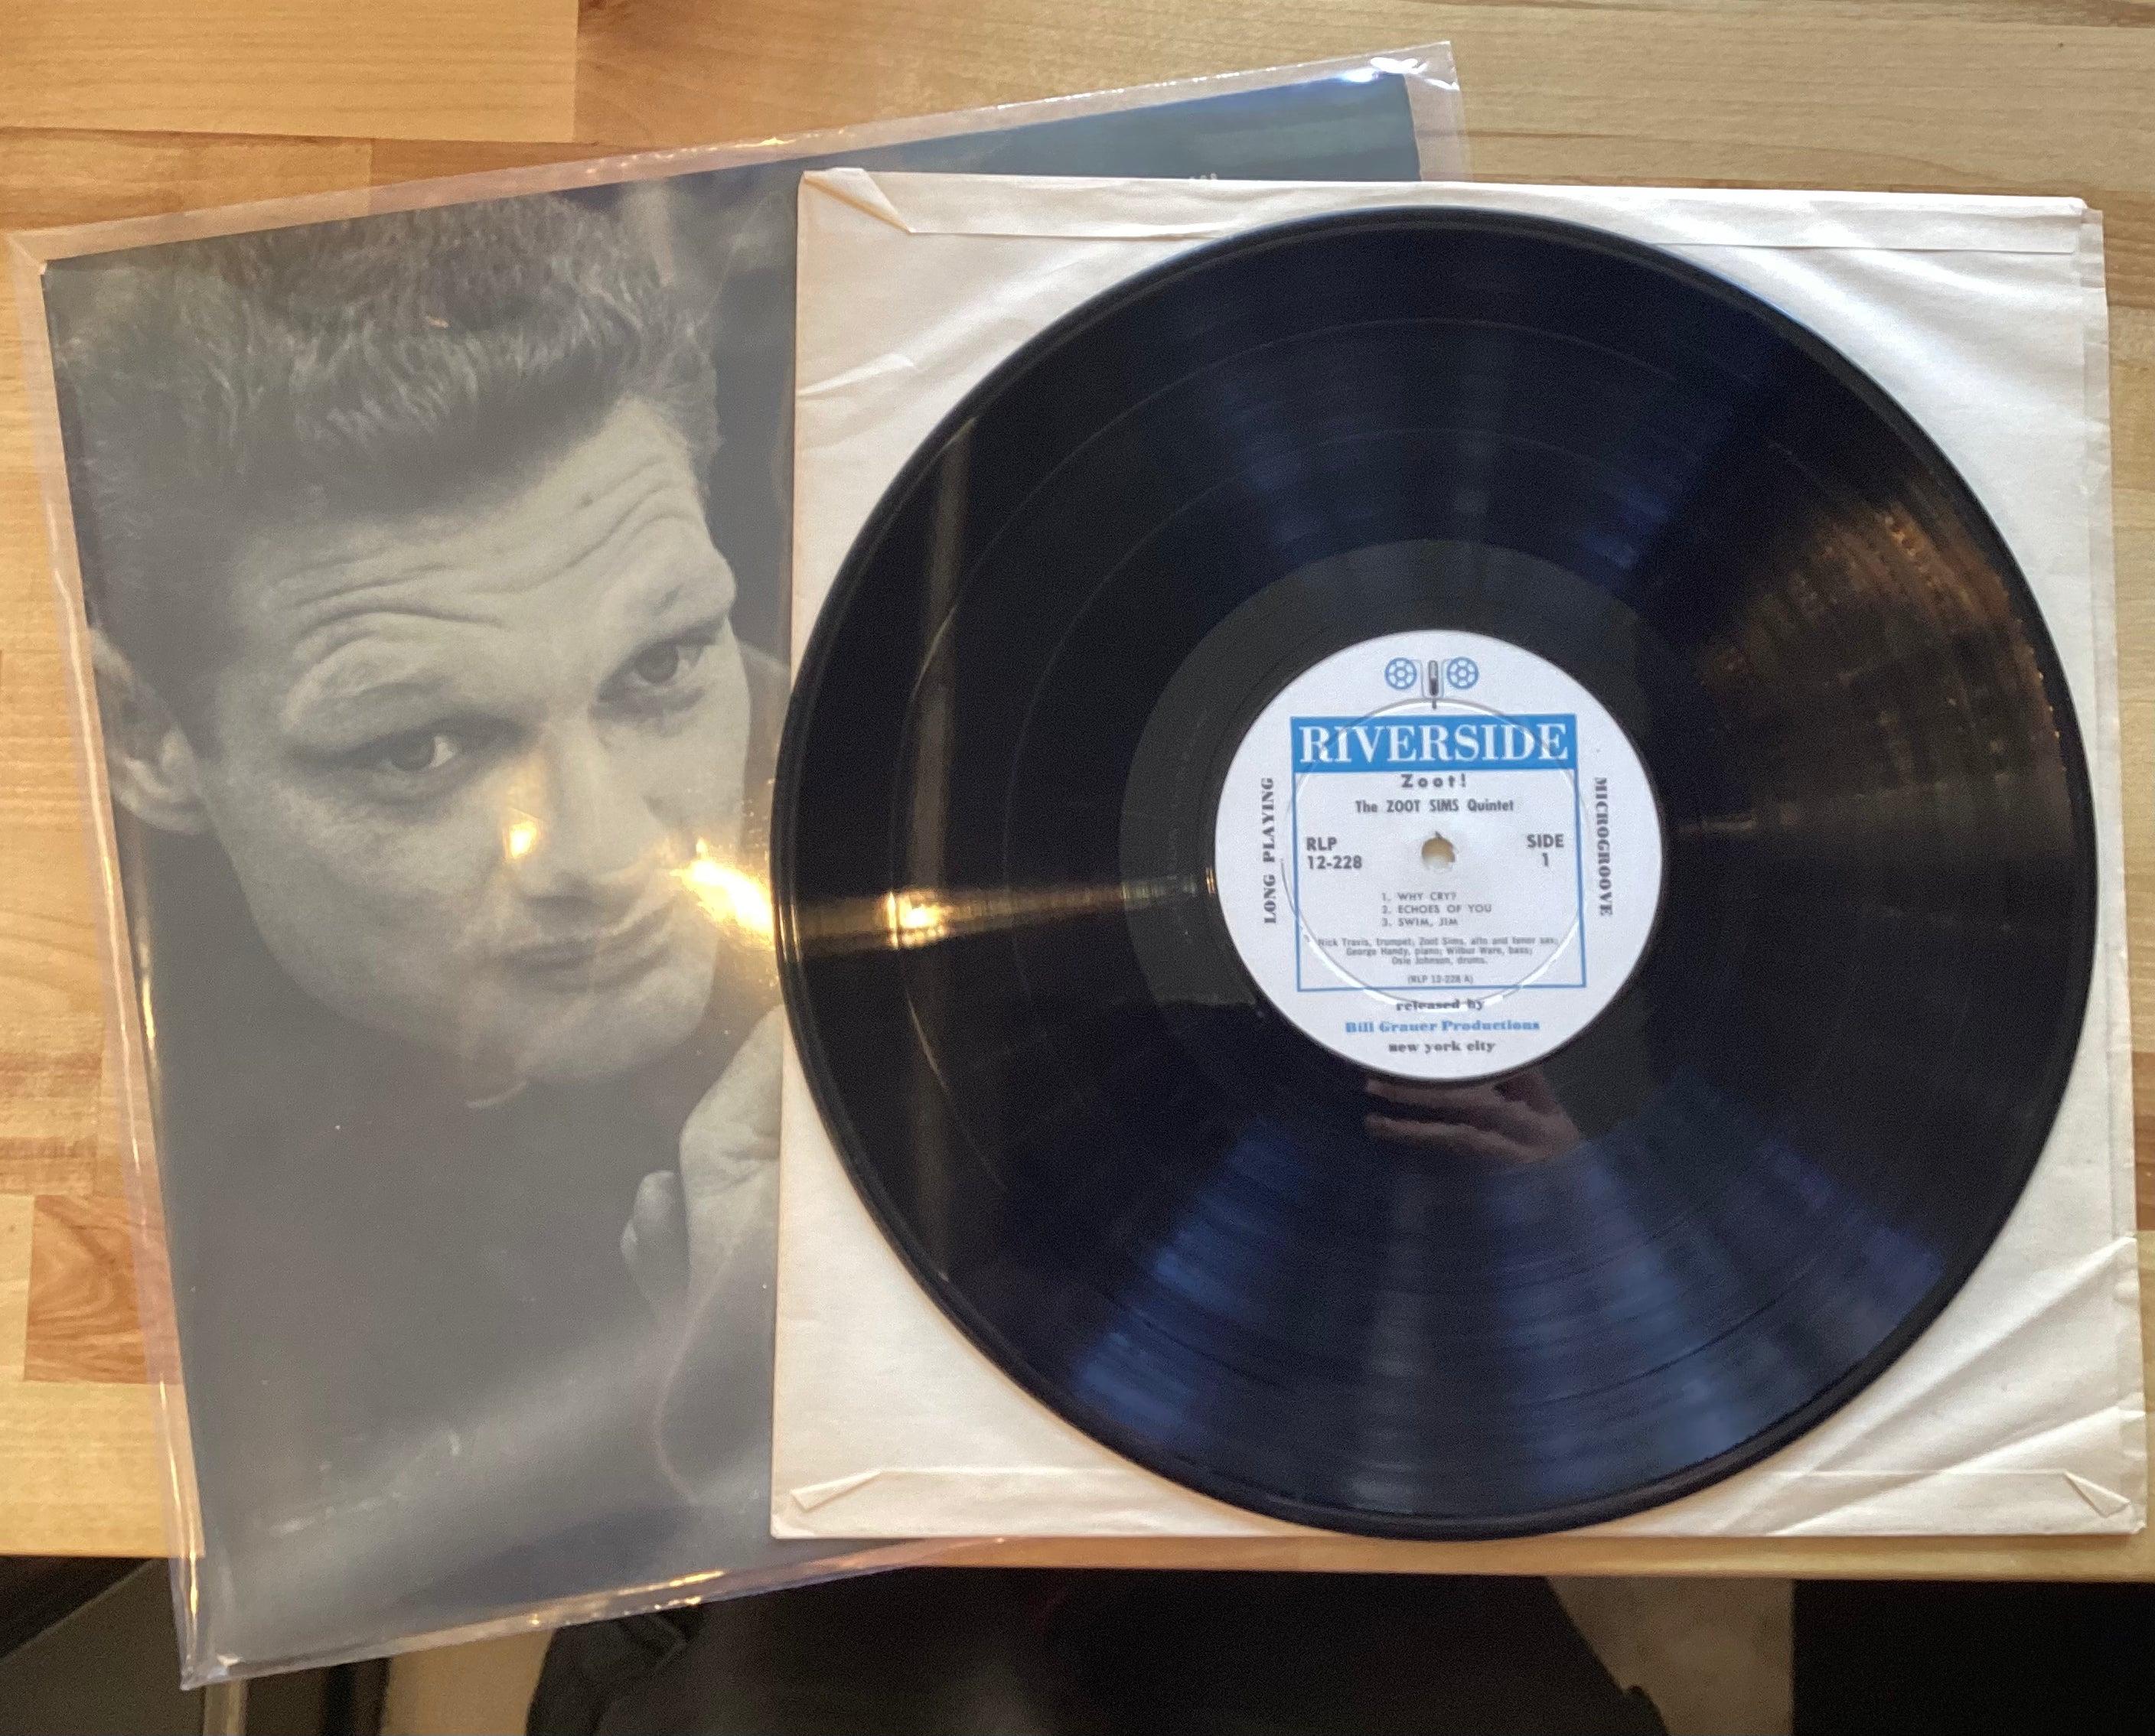 RIVERSIDE
Zoot!
The ZOOT SIMS Quintet
RLP
12-228
SIDE
1
LONG PLAYING
MICROGROOVE
1. WHY CRY?
2. ECHOES OF YOU
3. SWIM, JIM
Nick Travis, trumpet; Zoot Sims, alto and tenor sax;
George Handy, piano; Wilbur Ware, bass;
Osie Johnson, drums.
(RLP 12-228 A)
released by
Bill Grauer Productions
new york city